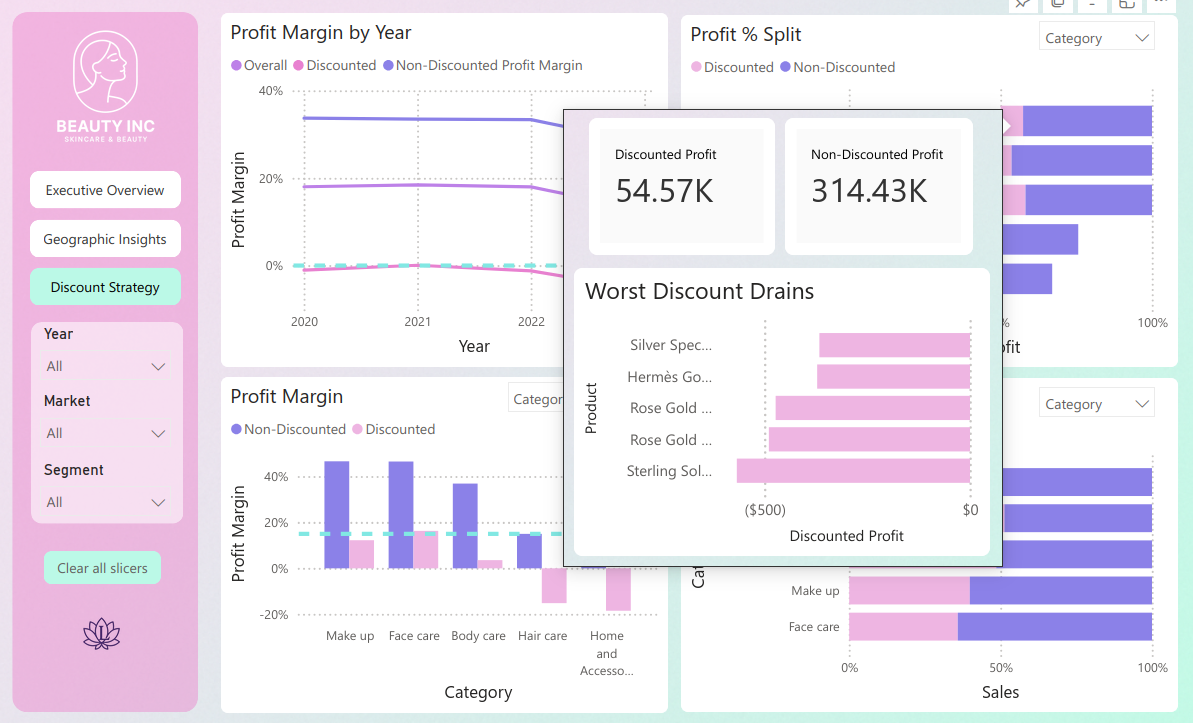 BEAUTY INC
SKINCARE & BEAUTY
Executive Overview
Geographic Insights
Discount Strategy
Year
All
Market
All
Segment
All
Clear all slicers
Profit Margin by Year
Overall Discounted Non-Discounted Profit Margin
40%
20%
0%
Profit Margin
2020 2021 2022
Year
Profit % Split
Category
Discounted Non-Discounted
%
100%
ofit
Discounted Profit
54.57K
Non-Discounted Profit
314.43K
Worst Discount Drains
Product
Silver Spec...
Hermès Go...
Rose Gold ...
Rose Gold ...
Sterling Sol...
($500) $0
Discounted Profit
Profit Margin
Categor
Non-Discounted Discounted
40%
20%
0%
-20%
Profit Margin
Make up Face care Body care Hair care Home
and
Accesso...
Category
Category
Cat
Make up
Face care
0% 50% 100%
Sales